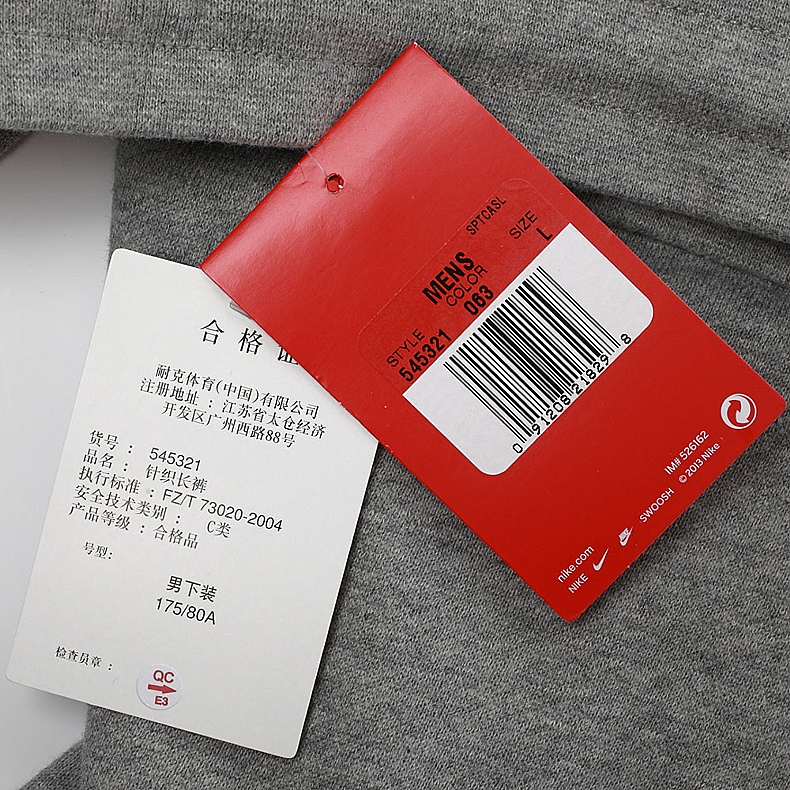 SPTCASL
SIZE
L
MENS
COLOR
063
STYLE
545321
0 91208 21829 8
IM# 526162
SWOOSH © 2013 Nike
nike.com
NIKE
合格证
耐克体育(中国)有限公司
注册地址：江苏省太仓经济
开发区广州西路88号
货号： 545321
品名： 针织长裤
执行标准：FZ/T 73020-2004
安全技术类别： C类
产品等级：合格品
号型:
男下装
175/80A
检查员章：
QC
E3